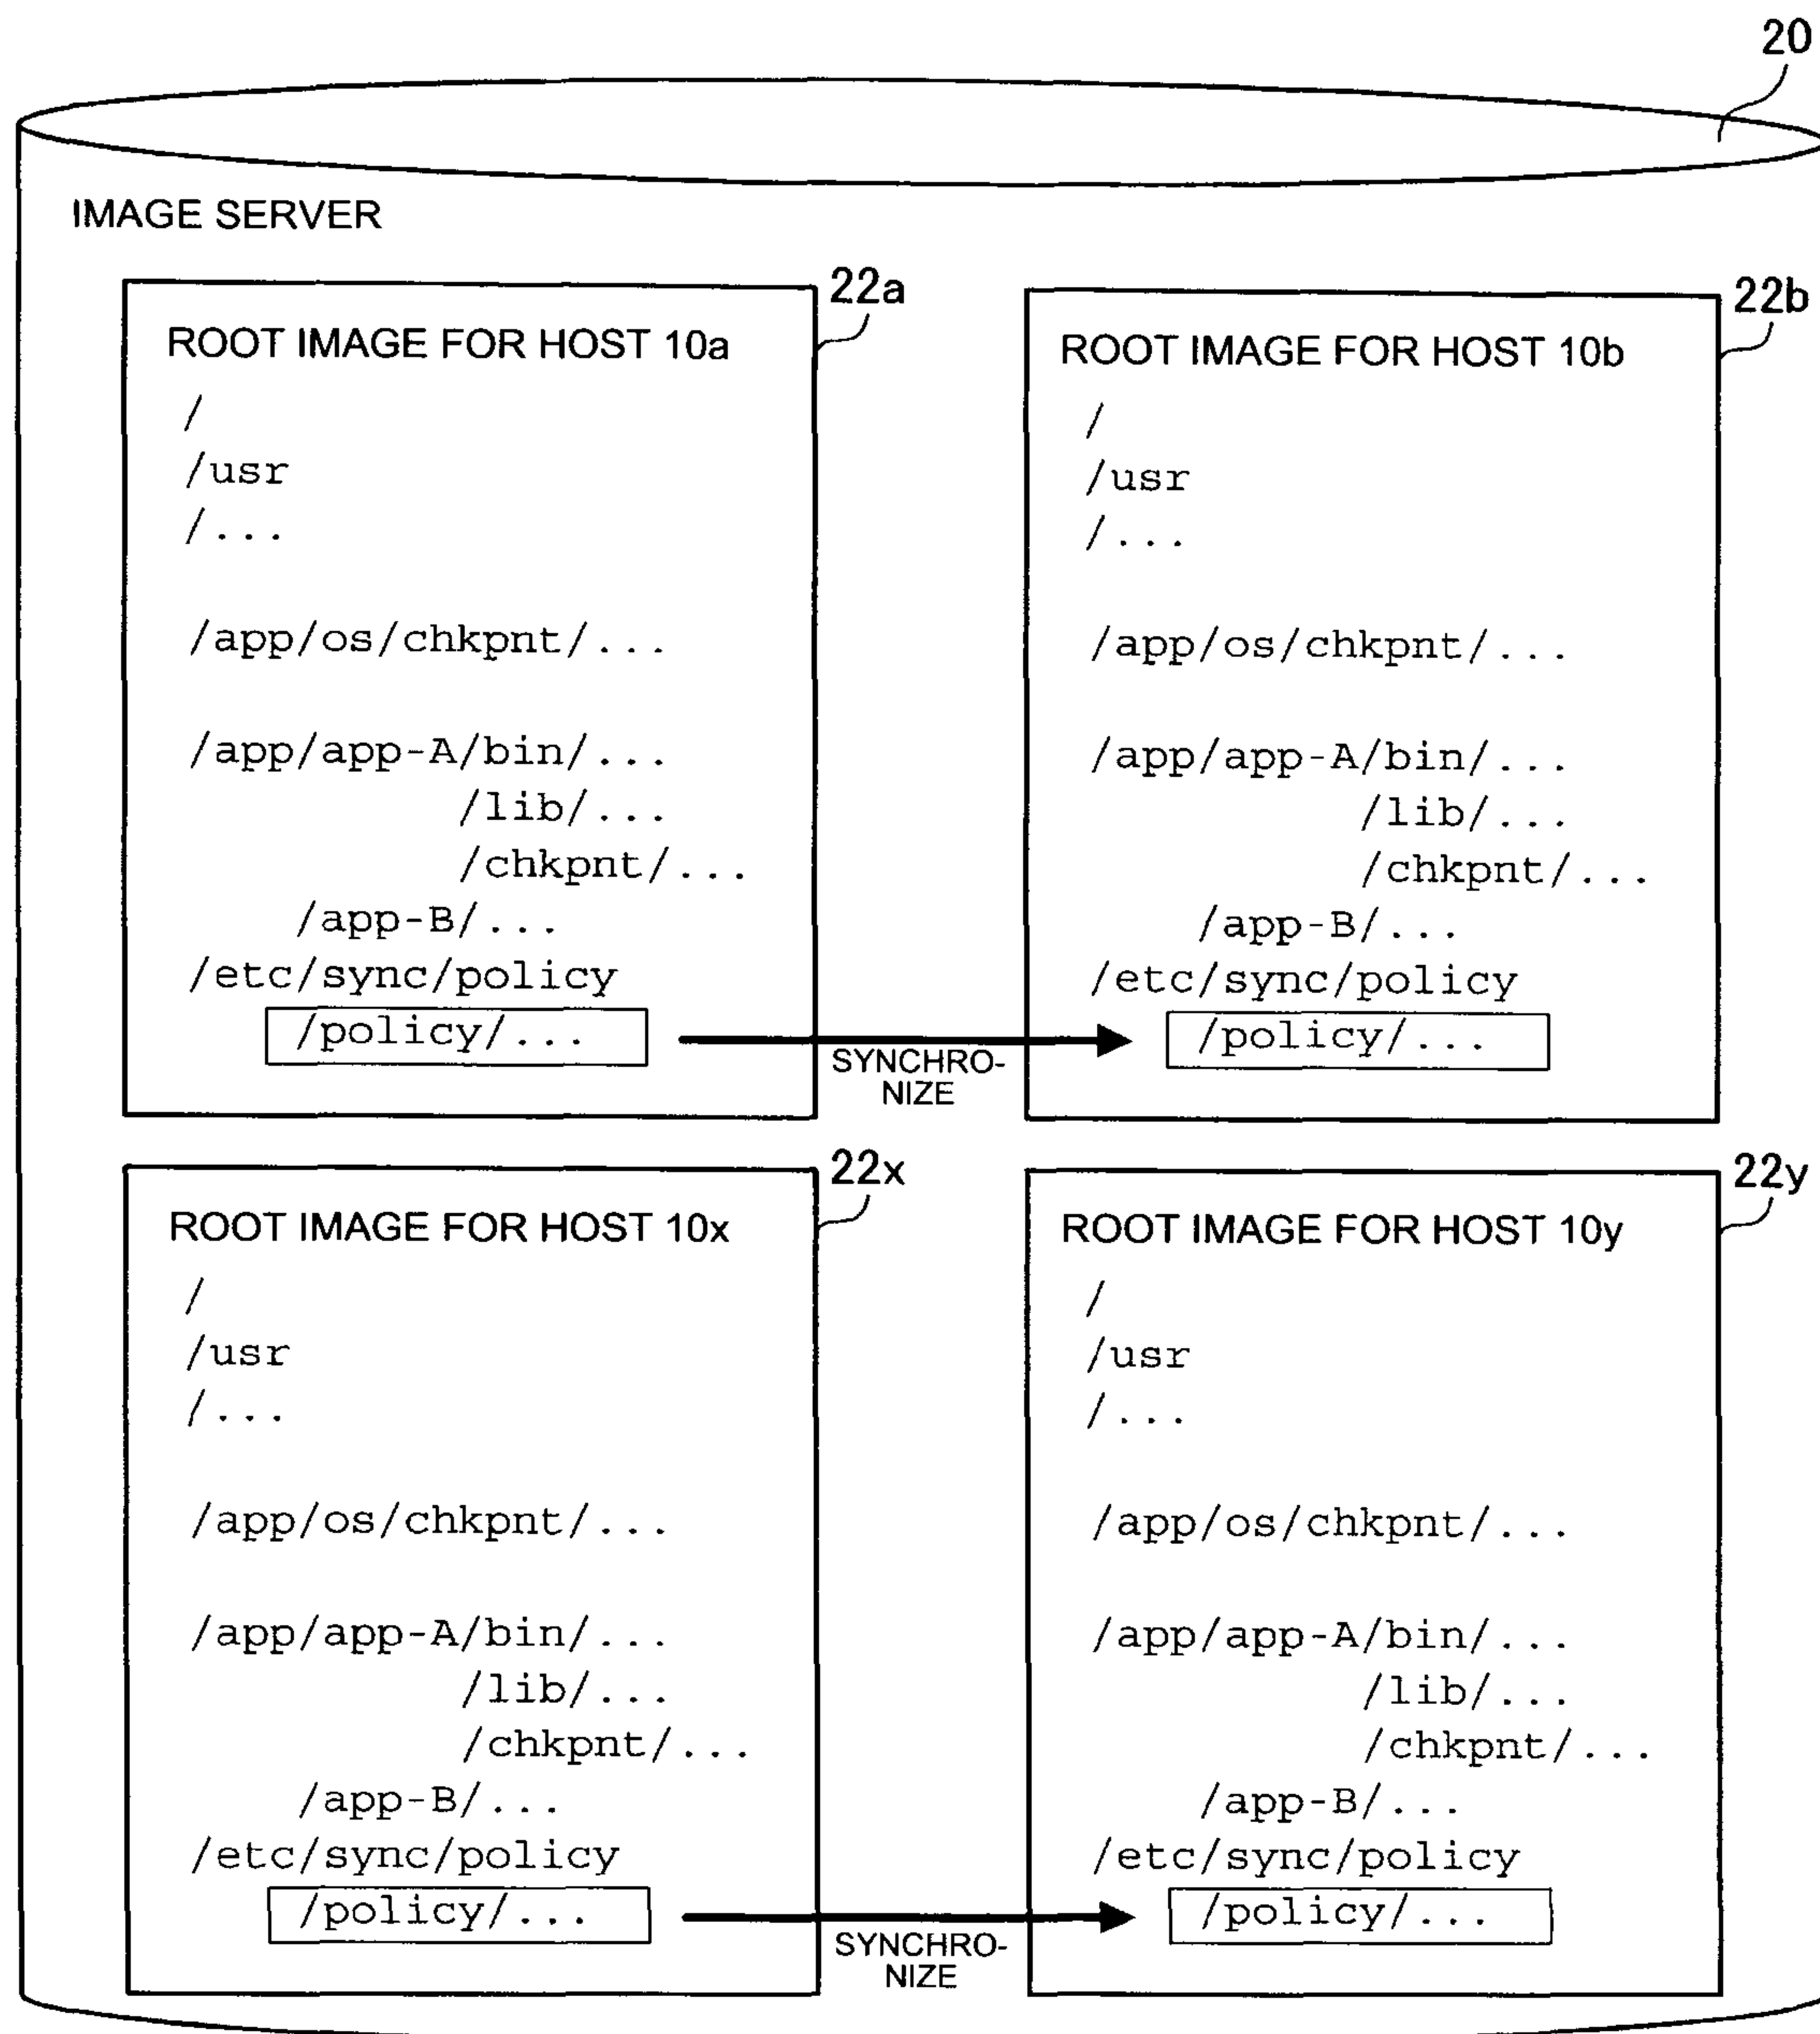 20
IMAGE SERVER
22a
ROOT IMAGE FOR HOST 10a
/
/usr
/...
/app/os/chkpnt/...
/app/app-A/bin/...
/lib/...
/chkpnt/...
/app-B/...
/etc/sync/policy
/policy/...
SYNCHRO-
NIZE
22b
ROOT IMAGE FOR HOST 10b
/
/usr
/...
/app/os/chkpnt/...
/app/app-A/bin/...
/lib/...
/chkpnt/...
/app-B/...
/etc/sync/policy
/policy/...
22x
ROOT IMAGE FOR HOST 10x
/
/usr
/...
/app/os/chkpnt/...
/app/app-A/bin/...
/lib/...
/chkpnt/...
/app-B/...
/etc/sync/policy
/policy/...
SYNCHRO-
NIZE
22y
ROOT IMAGE FOR HOST 10y
/
/usr
/...
/app/os/chkpnt/...
/app/app-A/bin/...
/lib/...
/chkpnt/...
/app-B/...
/etc/sync/policy
/policy/...